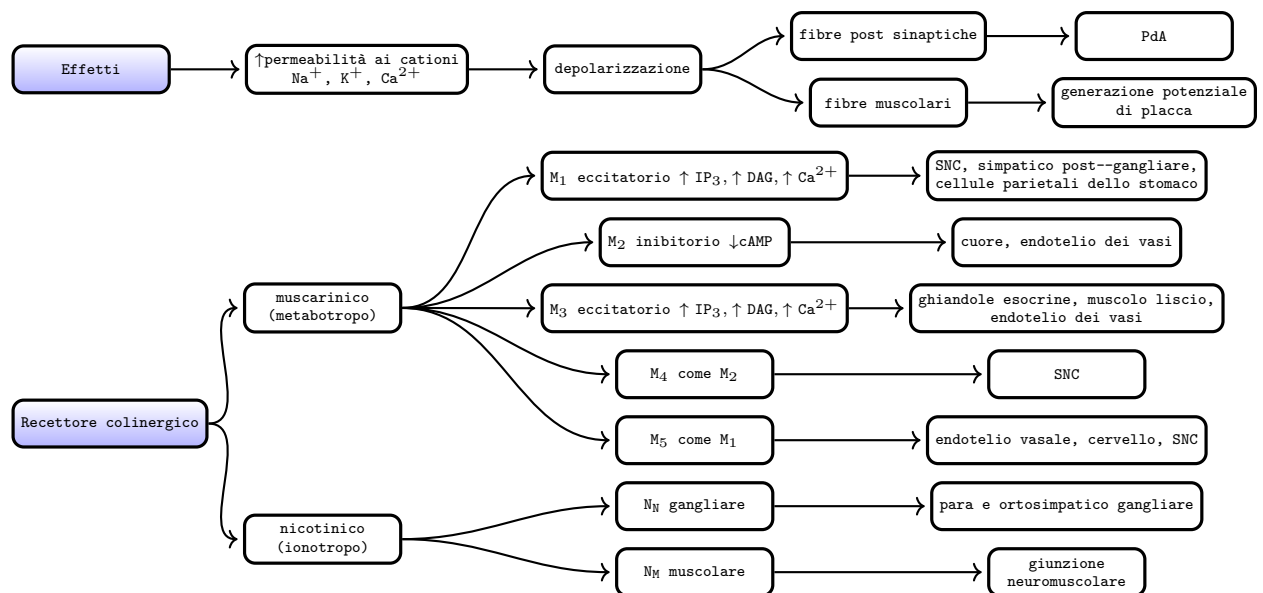 Effetti
↑permeabilità ai cationi
Na⁺, K⁺, Ca²⁺
depolarizzazione
fibre post sinaptiche
PdA
fibre muscolari
generazione potenziale
di placca
Recettore colinergico
muscarinico
(metabotropo)
M₁ eccitatorio ↑ IP₃, ↑ DAG, ↑ Ca²⁺
SNC, simpatico post--gangliare,
cellule parietali dello stomaco
M₂ inibitorio ↓cAMP
cuore, endotelio dei vasi
M₃ eccitatorio ↑ IP₃, ↑ DAG, ↑ Ca²⁺
ghiandole esocrine, muscolo liscio,
endotelio dei vasi
M₄ come M₂
SNC
M₅ come M₁
endotelio vasale, cervello, SNC
nicotinico
(ionotropo)
N_N gangliare
para e ortosimpatico gangliare
N_M muscolare
giunzione
neuromuscolare